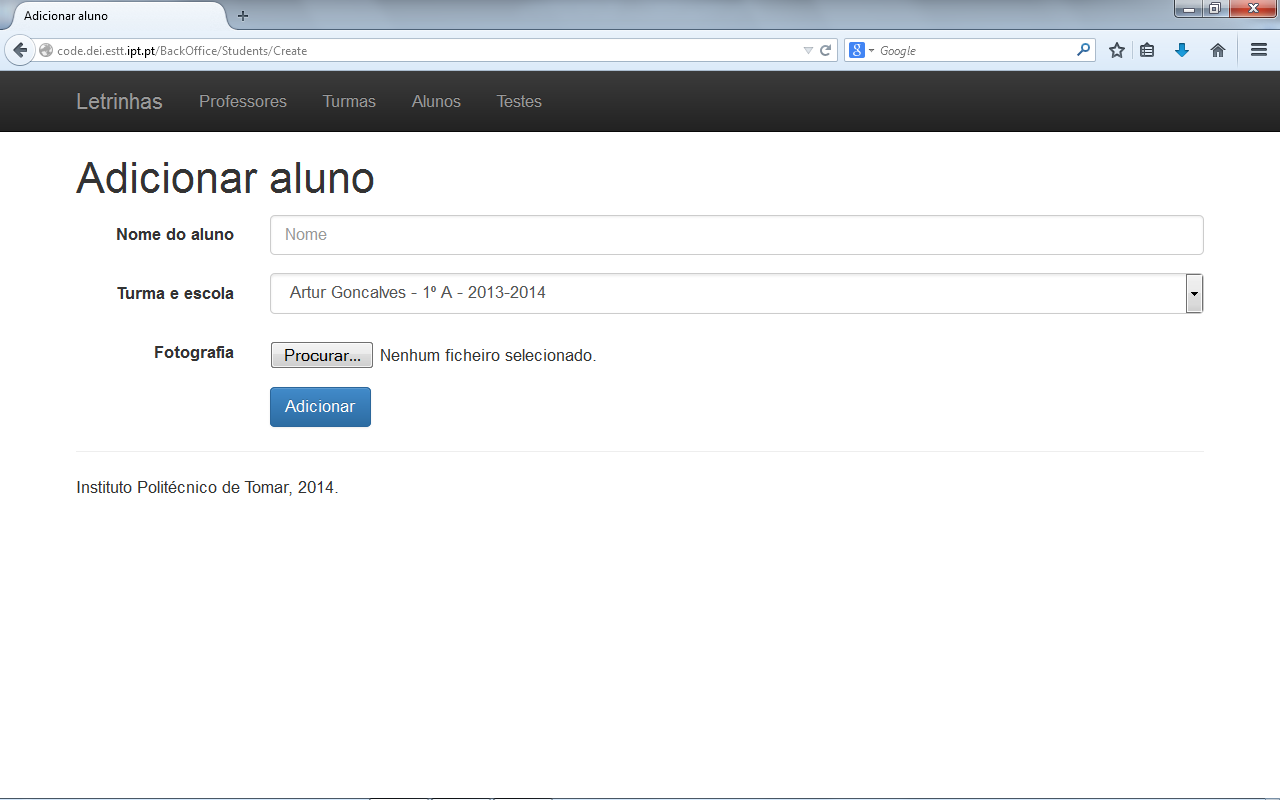 Adicionar aluno
code.dei.estt.ipt.pt/BackOffice/Students/Create
Google
Letrinhas Professores Turmas Alunos Testes
Adicionar aluno
Nome do aluno Nome
Turma e escola Artur Goncalves - 1º A - 2013-2014
Fotografia Procurar... Nenhum ficheiro selecionado.
Adicionar
Instituto Politécnico de Tomar, 2014.